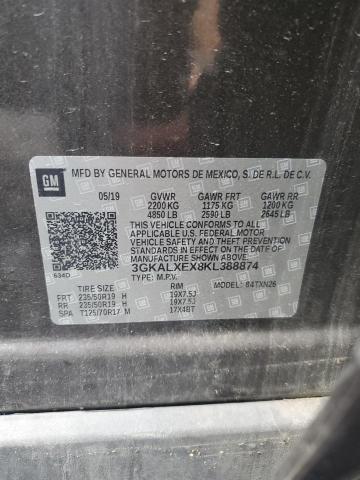 GM
MFD BY GENERAL MOTORS DE MEXICO, S. DE R.L. DE C.V.
05/19 GVWR GAWR FRT GAWR RR
2200 KG 1175 KG 1200 KG
4850 LB 2590 LB 2645 LB
THIS VEHICLE CONFORMS TO ALL
APPLICABLE U.S. FEDERAL MOTOR
VEHICLE SAFETY, BUMPER, AND
THEFT PREVENTION STANDARDS IN
EFFECT ON THE DATE OF
MANUFACTURE SHOWN ABOVE.
3GKALXEX8KL388874
634D TYPE: M.P.V. MODEL: 84TXN26
TIRE SIZE RIM
FRT 235/50R19 H 19X7.5J
RR 235/50R19 H 19X7.5J
SPA T125/70R17 M 17X4BT